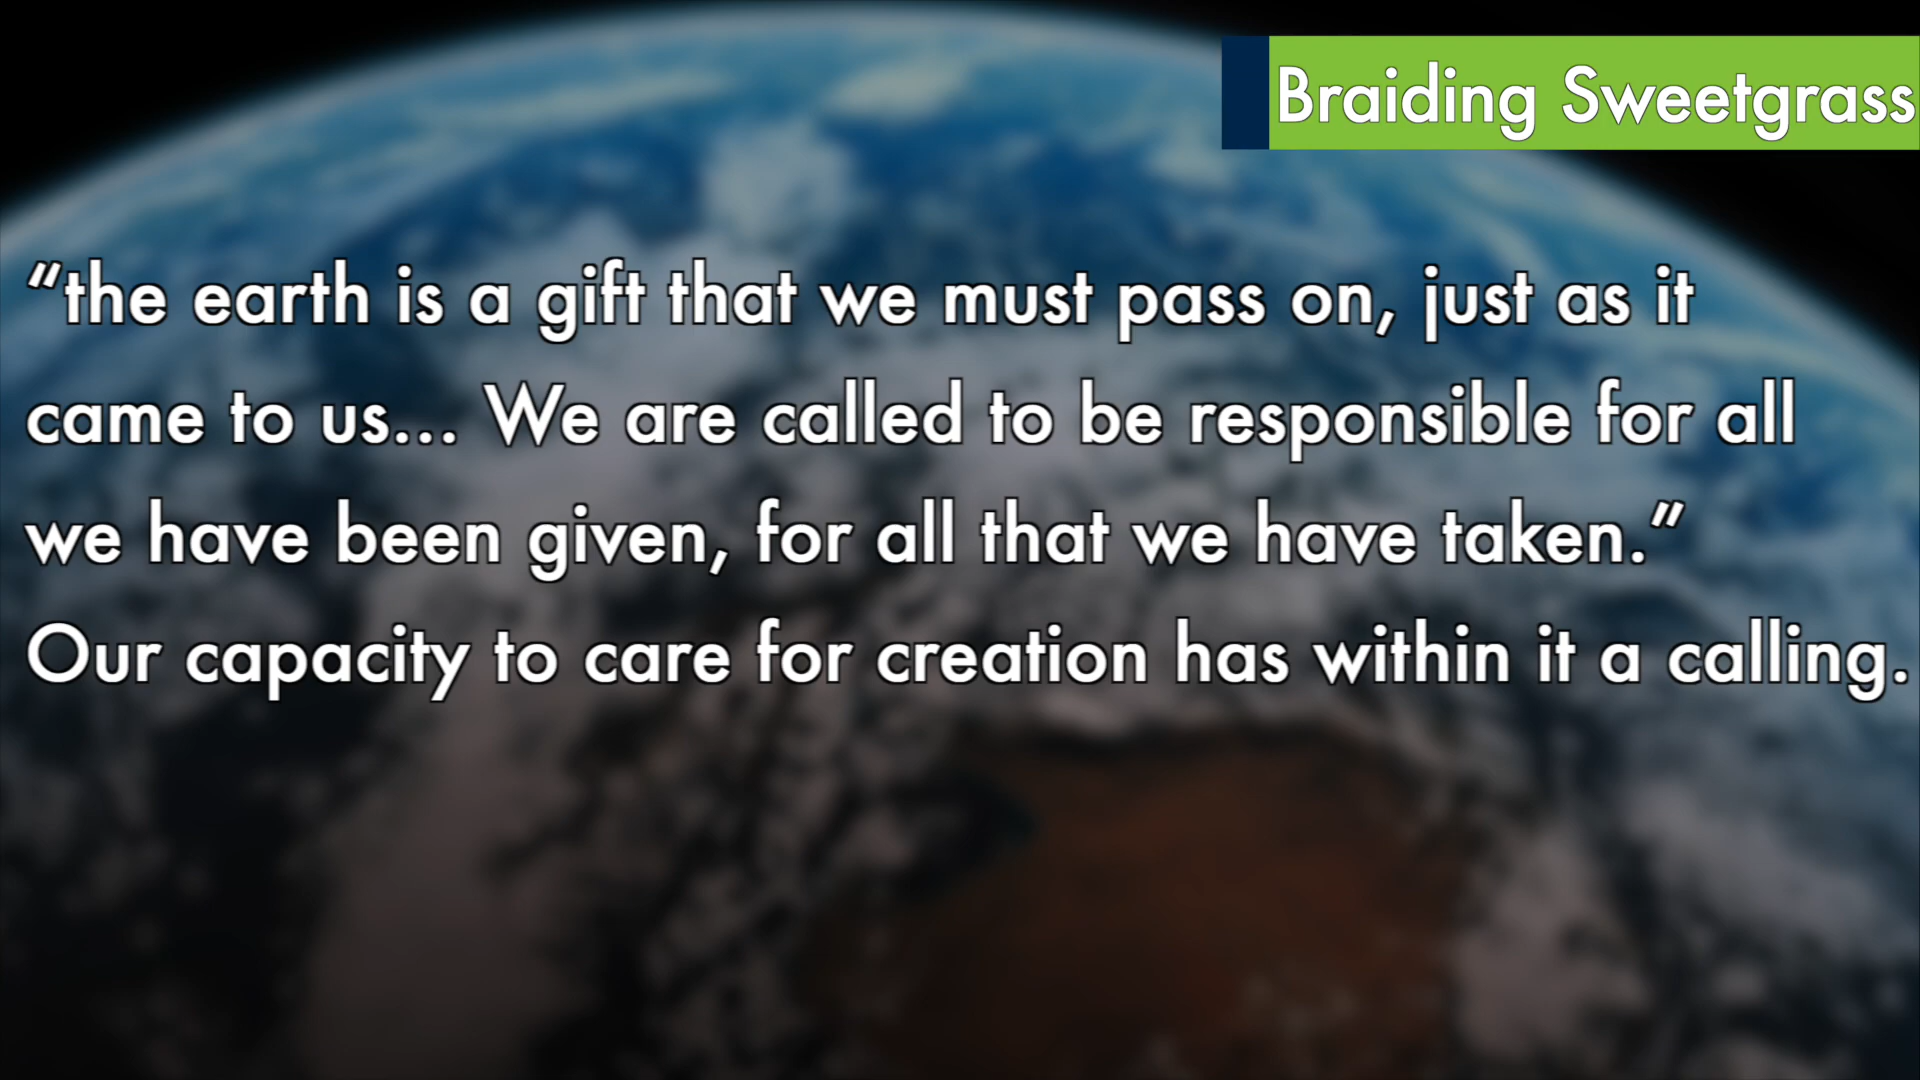 Braiding Sweetgrass
“the earth is a gift that we must pass on, just as it
came to us... We are called to be responsible for all
we have been given, for all that we have taken.”
Our capacity to care for creation has within it a calling.